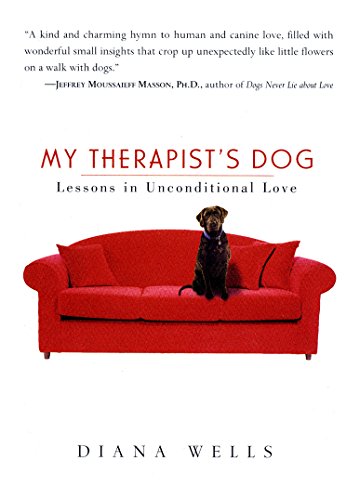 "A kind and charming hymn to human and canine love, filled with
wonderful small insights that crop up unexpectedly like little flowers
on a walk with dogs."
—JEFFREY MOUSSAIEFF MASSON, PH.D., author of Dogs Never Lie about Love
MY THERAPIST'S DOG
Lessons in Unconditional Love
DIANA WELLS